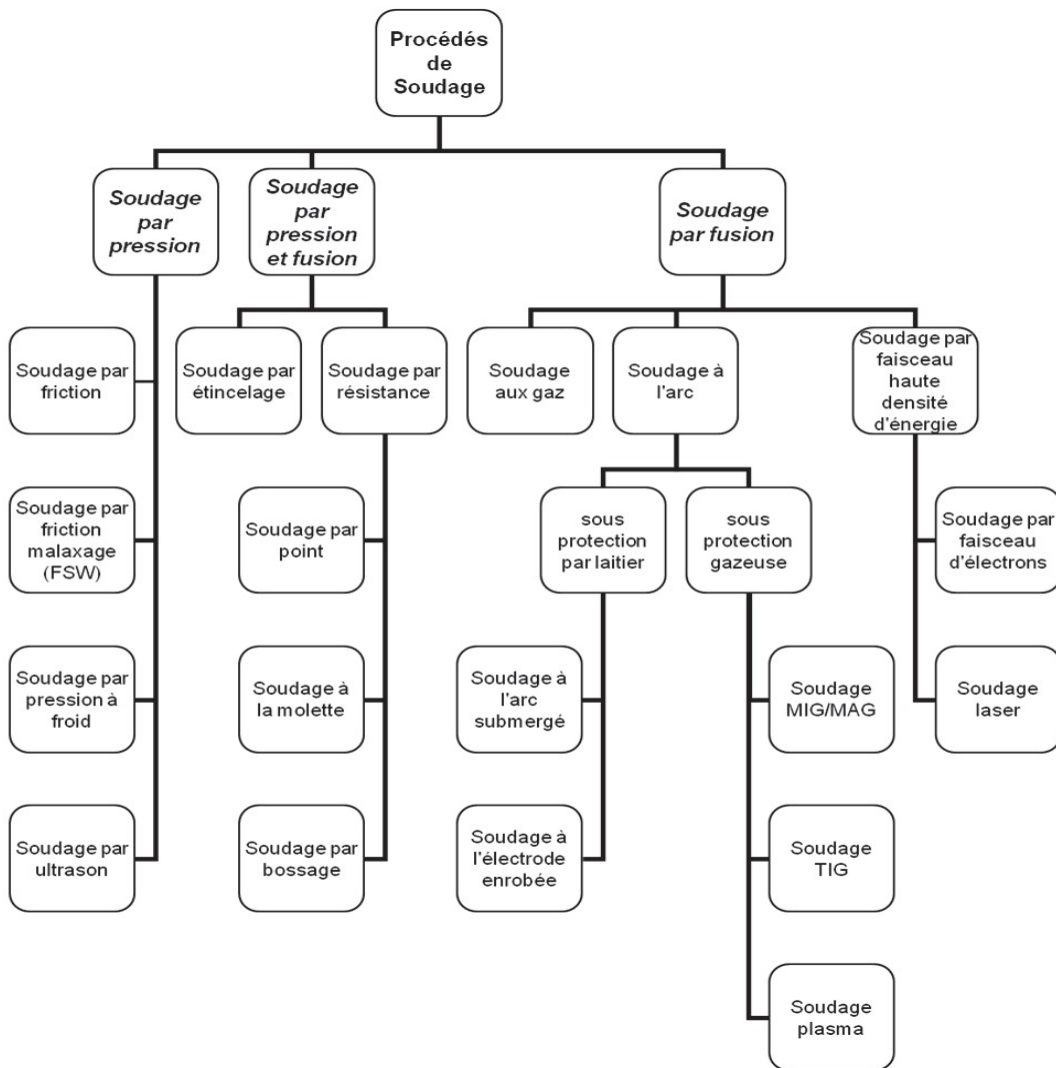 Procédés
de
Soudage
Soudage
par
pression
Soudage
par
pression
et fusion
Soudage
par fusion
Soudage par
friction
Soudage par
étincelage
Soudage par
résistance
Soudage
aux gaz
Soudage à
l'arc
Soudage par
faisceau
haute
densité
d'énergie
Soudage par
friction
malaxage
(FSW)
Soudage par
point
sous
protection
par laitier
sous
protection
gazeuse
Soudage par
faisceau
d'électrons
Soudage par
pression à
froid
Soudage à
la molette
Soudage à
l'arc
submergé
Soudage
MIG/MAG
Soudage
laser
Soudage par
ultrason
Soudage par
bossage
Soudage à
l'électrode
enrobée
Soudage
TIG
Soudage
plasma